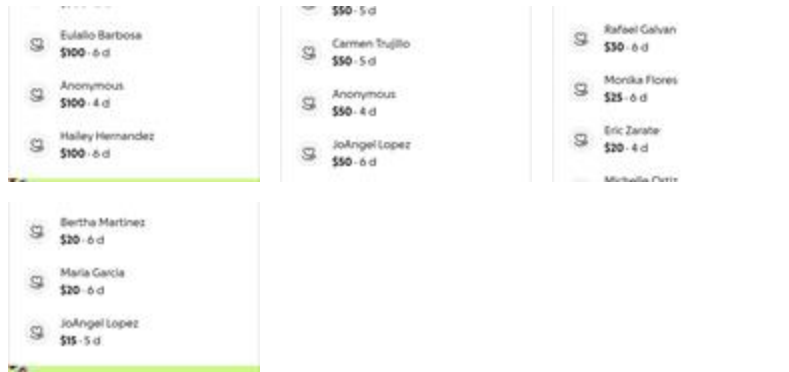 Eulalio Barbosa
$100 · 6 d
Anonymous
$100 · 4 d
Hailey Hernandez
$100 · 6 d
$50 · 5 d
Carmen Trujillo
$50 · 5 d
Anonymous
$50 · 4 d
JoAngel Lopez
$50 · 6 d
Rafael Galvan
$30 · 6 d
Monika Flores
$25 · 6 d
Eric Zarate
$20 · 4 d
Michelle Ortiz
Bertha Martinez
$20 · 6 d
Maria Garcia
$20 · 6 d
JoAngel Lopez
$15 · 5 d